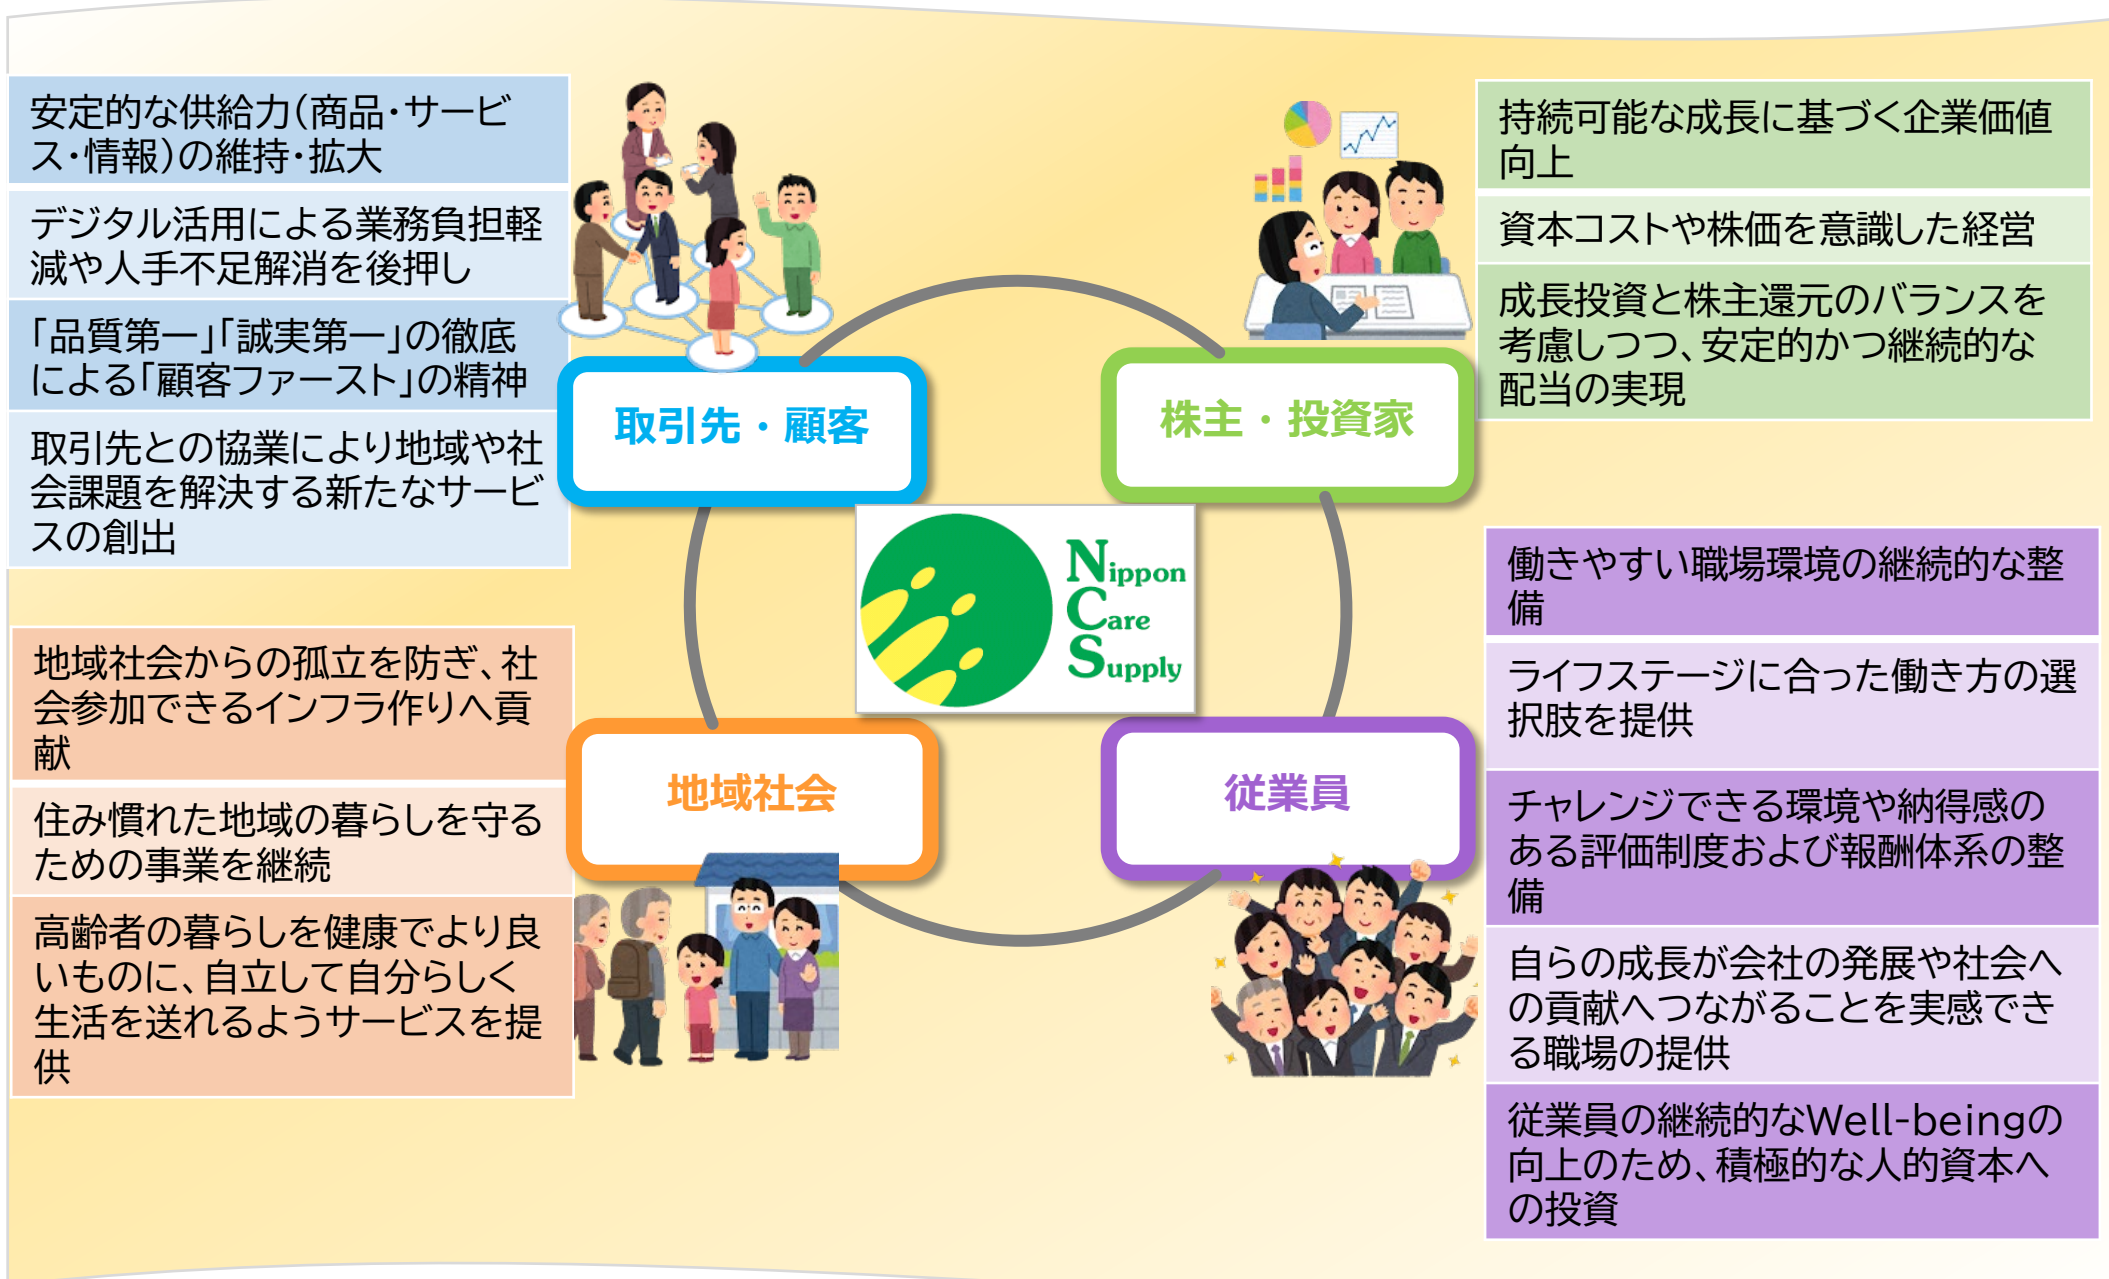 安定的な供給力（商品・サービ
ス・情報）の維持・拡大
デジタル活用による業務負担軽
減や人手不足解消を後押し
「品質第一」「誠実第一」の徹底
による「顧客ファースト」の精神
取引先との協業により地域や社
会課題を解決する新たなサービ
スの創出
取引先・顧客
持続可能な成長に基づく企業価値
向上
資本コストや株価を意識した経営
成長投資と株主還元のバランスを
考慮しつつ、安定的かつ継続的な
配当の実現
株主・投資家
Nippon
Care
Supply
地域社会からの孤立を防ぎ、社
会参加できるインフラ作りへ貢
献
住み慣れた地域の暮らしを守る
ための事業を継続
高齢者の暮らしを健康でより良
いものに、自立して自分らしく
生活を送れるようサービスを提
供
地域社会
働きやすい職場環境の継続的な整
備
ライフステージに合った働き方の選
択肢を提供
チャレンジできる環境や納得感の
ある評価制度および報酬体系の整
備
自らの成長が会社の発展や社会へ
の貢献へつながることを実感でき
る職場の提供
従業員の継続的なWell-beingの
向上のため、積極的な人的資本へ
の投資
従業員